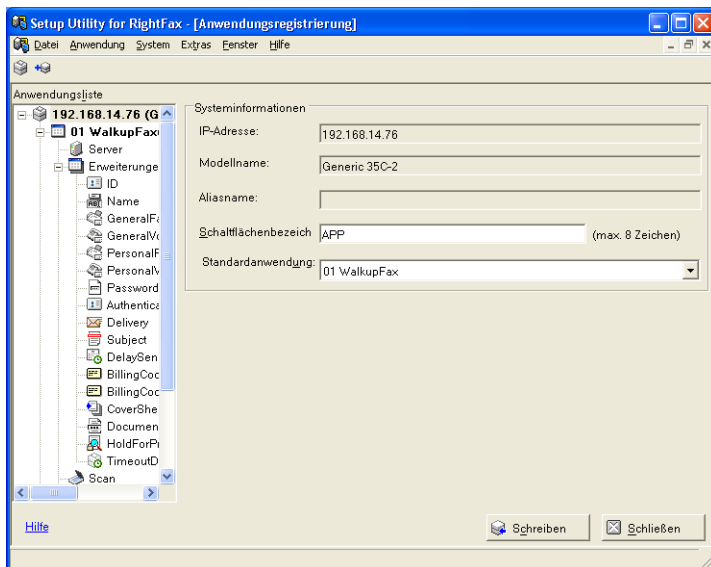 Setup Utility for RightFax - [Anwendungsregistrierung]
Datei Anwendung System Extras Fenster Hilfe
Anwendungsliste
192.168.14.76 (G
01 WalkupFax
Server
Erweiterunge
ID
Name
GeneralFa
GeneralVo
PersonalF
PersonalV
Password
Authentica
Delivery
Subject
DelaySen
BillingCod
BillingCod
CoverShe
Documen
HoldForPr
TimeoutD
Scan
Systeminformationen
IP-Adresse: 192.168.14.76
Modellname: Generic 35C-2
Aliasname:
Schaltflächenbezeich APP (max. 8 Zeichen)
Standardanwendung: 01 WalkupFax
Hilfe
Schreiben Schließen